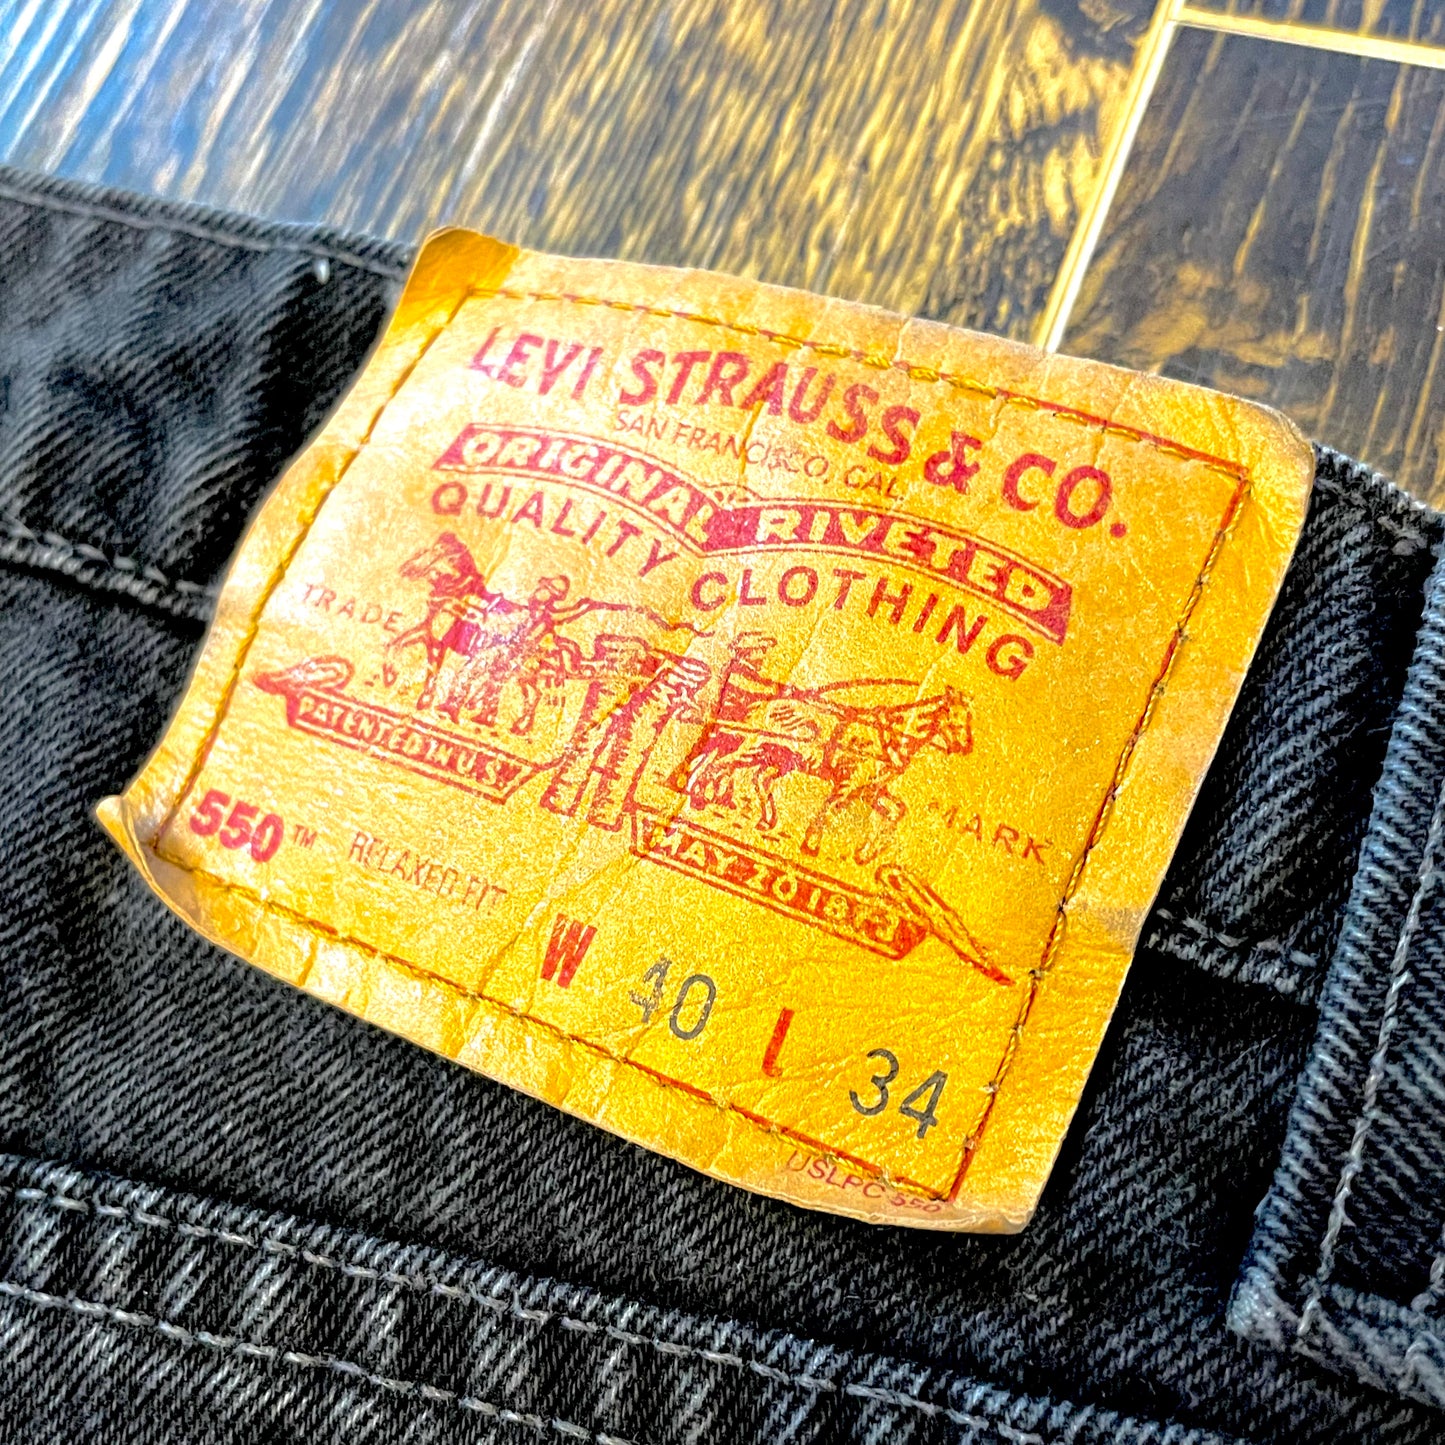 LEVI STRAUSS & CO.
SAN FRANCISCO, CAL.
ORIGINAL RIVETED
QUALITY CLOTHING
TRADE MARK
PATENTED IN U.S.
MAY 20 1873
550™ RELAXED FIT
W 40 L 34
USLPC-550